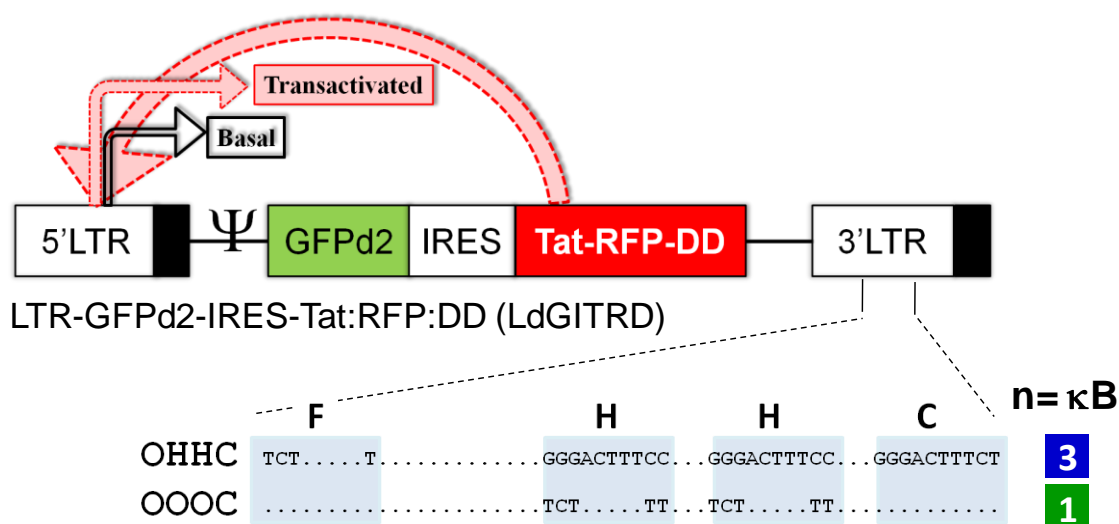 Transactivated
Basal
5'LTR Ψ GFPd2 IRES Tat-RFP-DD 3'LTR
LTR-GFPd2-IRES-Tat:RFP:DD (LdGITRD)
F H H C n= κB
OHHC TCT.....T.............GGGACTTTCC...GGGACTTTCC...GGGACTTTCT 3
OOOC ......................TCT.....TT...TCT.....TT............. 1